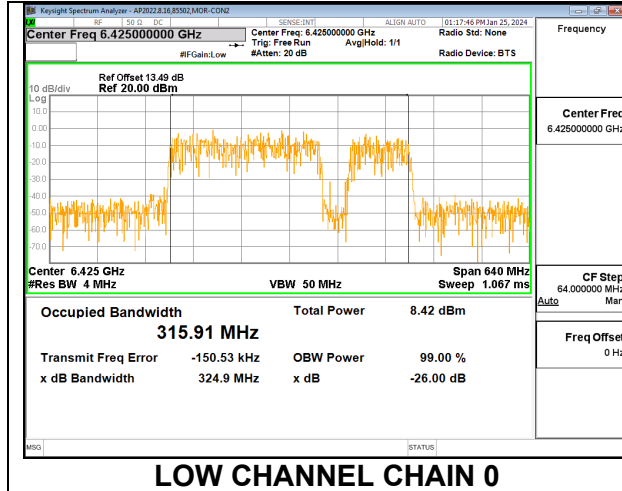 Keysight Spectrum Analyzer - AP2022.8.16,85502,MOR-CON2
RF 50 Ω DC SENSE:INT ALIGN AUTO 01:17:46 PM Jan 25, 2024
Center Freq 6.425000000 GHz
Center Freq: 6.425000000 GHz
Radio Std: None
Trig: Free Run Avg|Hold: 1/1
#IFGain:Low #Atten: 20 dB Radio Device: BTS
Frequency
Ref Offset 13.49 dB
10 dB/div Ref 20.00 dBm
Log
10.0
0.00
-10.0
-20.0
-30.0
-40.0
-50.0
-60.0
-70.0
Center Freq
6.425000000 GHz
Center 6.425 GHz Span 640 MHz
#Res BW 4 MHz VBW 50 MHz Sweep 1.067 ms
CF Step
64.000000 MHz
Auto Man
Occupied Bandwidth Total Power 8.42 dBm
315.91 MHz
Transmit Freq Error -150.53 kHz OBW Power 99.00 %
x dB Bandwidth 324.9 MHz x dB -26.00 dB
Freq Offset
0 Hz
MSG STATUS
LOW CHANNEL CHAIN 0